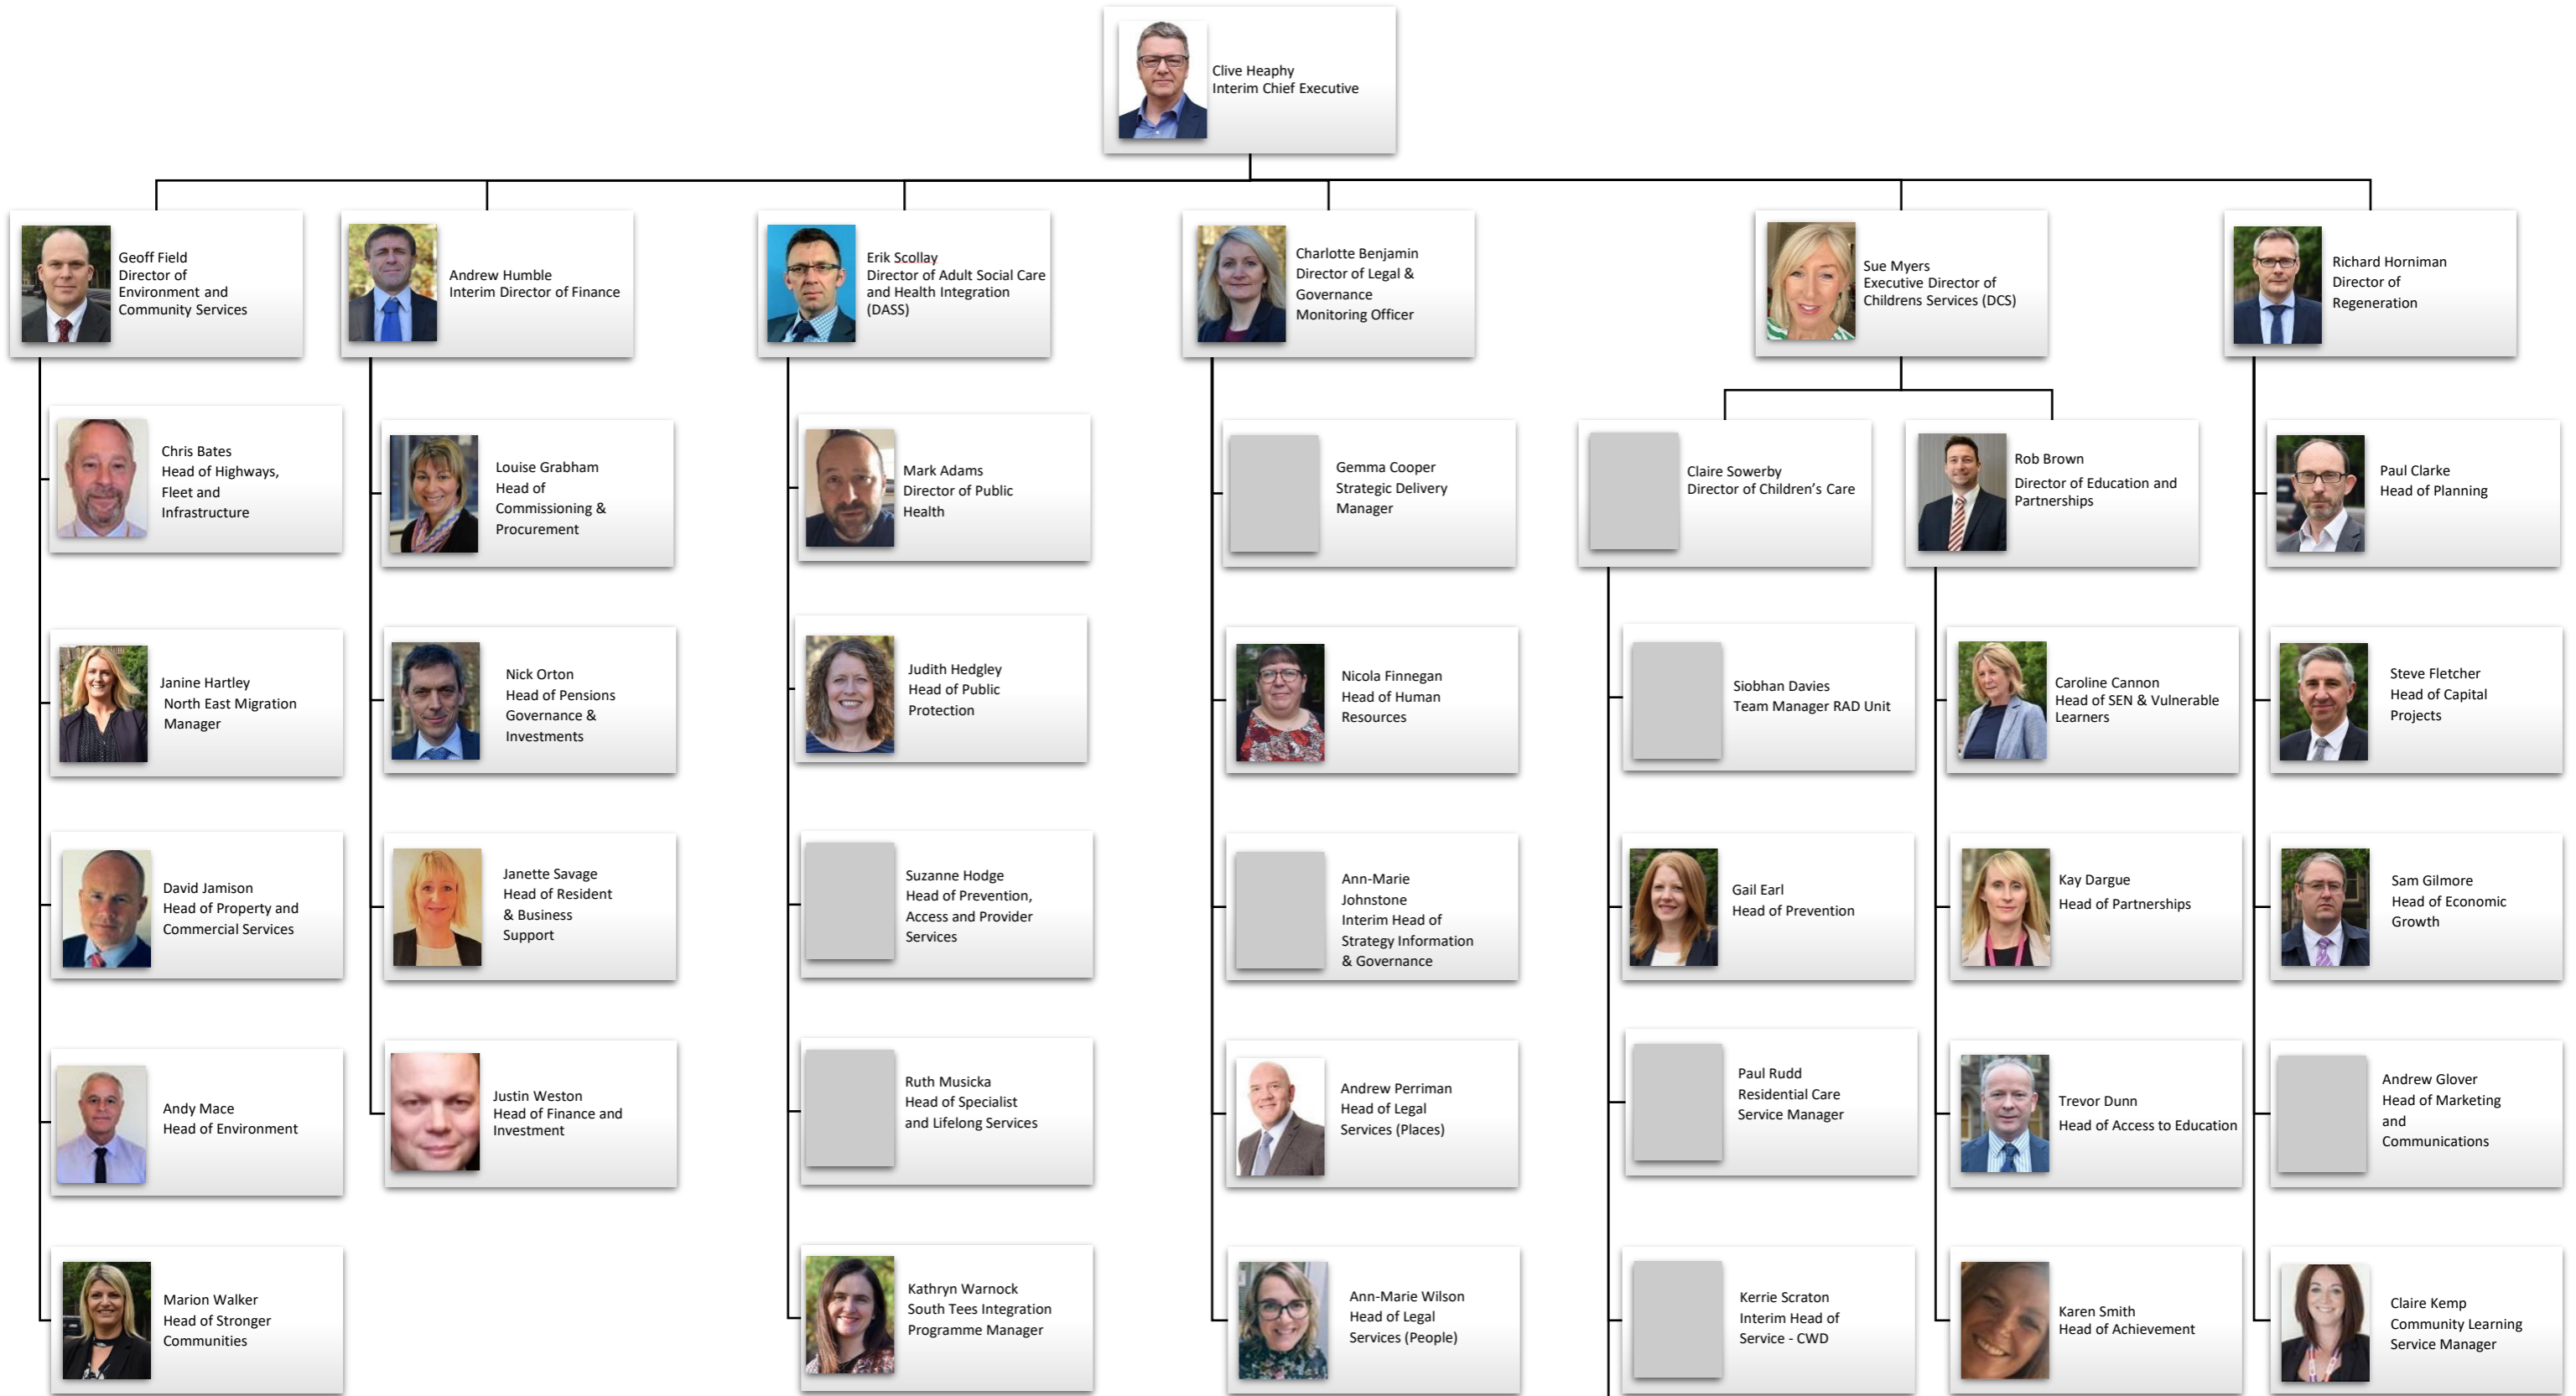 Clive Heaphy
Interim Chief Executive
Geoff Field
Director of
Environment and
Community Services
Andrew Humble
Interim Director of Finance
Erik Scollay
Director of Adult Social Care
and Health Integration
(DASS)
Charlotte Benjamin
Director of Legal &
Governance
Monitoring Officer
Sue Myers
Executive Director of
Childrens Services (DCS)
Richard Horniman
Director of
Regeneration
Chris Bates
Head of Highways,
Fleet and
Infrastructure
Louise Grabham
Head of
Commissioning &
Procurement
Mark Adams
Director of Public
Health
Gemma Cooper
Strategic Delivery
Manager
Claire Sowerby
Director of Children’s Care
Rob Brown
Director of Education and
Partnerships
Paul Clarke
Head of Planning
Janine Hartley
North East Migration
Manager
Nick Orton
Head of Pensions
Governance &
Investments
Judith Hedgley
Head of Public
Protection
Nicola Finnegan
Head of Human
Resources
Siobhan Davies
Team Manager RAD Unit
Caroline Cannon
Head of SEN & Vulnerable
Learners
Steve Fletcher
Head of Capital
Projects
David Jamison
Head of Property and
Commercial Services
Janette Savage
Head of Resident
& Business
Support
Suzanne Hodge
Head of Prevention,
Access and Provider
Services
Ann-Marie
Johnstone
Interim Head of
Strategy Information
& Governance
Gail Earl
Head of Prevention
Kay Dargue
Head of Partnerships
Sam Gilmore
Head of Economic
Growth
Andy Mace
Head of Environment
Justin Weston
Head of Finance and
Investment
Ruth Musicka
Head of Specialist
and Lifelong Services
Andrew Perriman
Head of Legal
Services (Places)
Paul Rudd
Residential Care
Service Manager
Trevor Dunn
Head of Access to Education
Andrew Glover
Head of Marketing
and
Communications
Marion Walker
Head of Stronger
Communities
Kathryn Warnock
South Tees Integration
Programme Manager
Ann-Marie Wilson
Head of Legal
Services (People)
Kerrie Scraton
Interim Head of
Service - CWD
Karen Smith
Head of Achievement
Claire Kemp
Community Learning
Service Manager